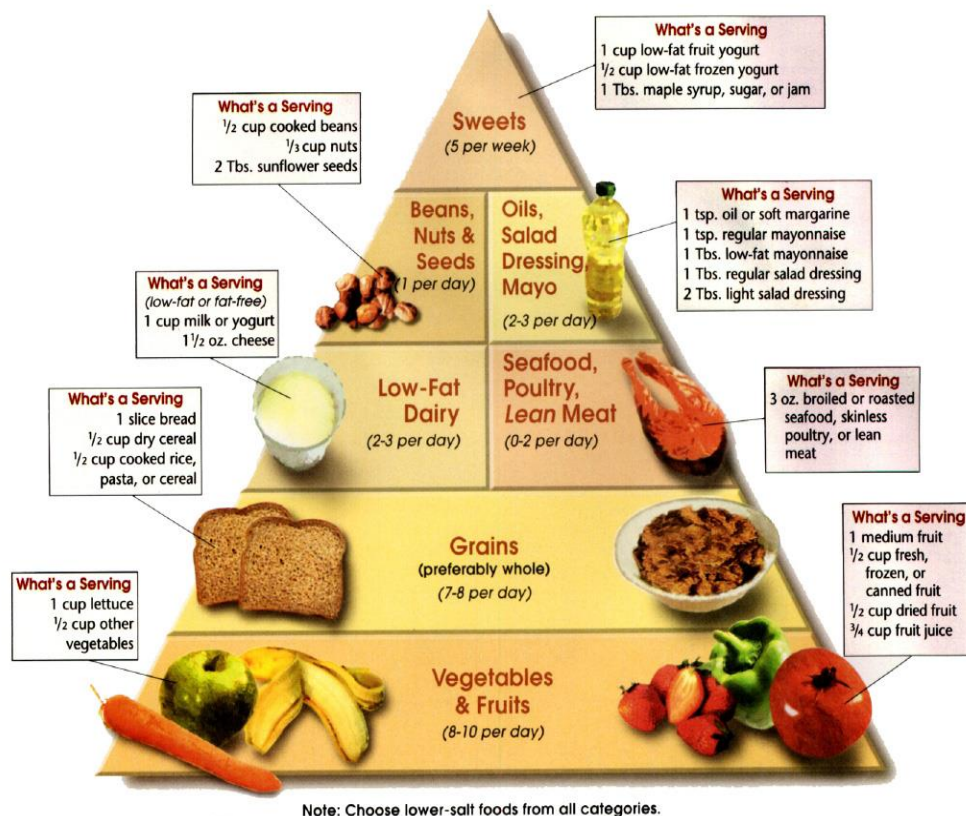 What's a Serving
1 cup low-fat fruit yogurt
1/2 cup low-fat frozen yogurt
1 Tbs. maple syrup, sugar, or jam
Sweets
(5 per week)
What's a Serving
1/2 cup cooked beans
1/3 cup nuts
2 Tbs. sunflower seeds
Beans,
Nuts &
Seeds
(1 per day)
Oils,
Salad
Dressing,
Mayo
(2-3 per day)
What's a Serving
1 tsp. oil or soft margarine
1 tsp. regular mayonnaise
1 Tbs. low-fat mayonnaise
1 Tbs. regular salad dressing
2 Tbs. light salad dressing
What's a Serving
(low-fat or fat-free)
1 cup milk or yogurt
1 1/2 oz. cheese
Low-Fat
Dairy
(2-3 per day)
Seafood,
Poultry,
Lean Meat
(0-2 per day)
What's a Serving
3 oz. broiled or roasted
seafood, skinless
poultry, or lean
meat
What's a Serving
1 slice bread
1/2 cup dry cereal
1/2 cup cooked rice,
pasta, or cereal
Grains
(preferably whole)
(7-8 per day)
What's a Serving
1 medium fruit
1/2 cup fresh,
frozen, or
canned fruit
1/2 cup dried fruit
3/4 cup fruit juice
What's a Serving
1 cup lettuce
1/2 cup other
vegetables
Vegetables
& Fruits
(8-10 per day)
Note: Choose lower-salt foods from all categories.